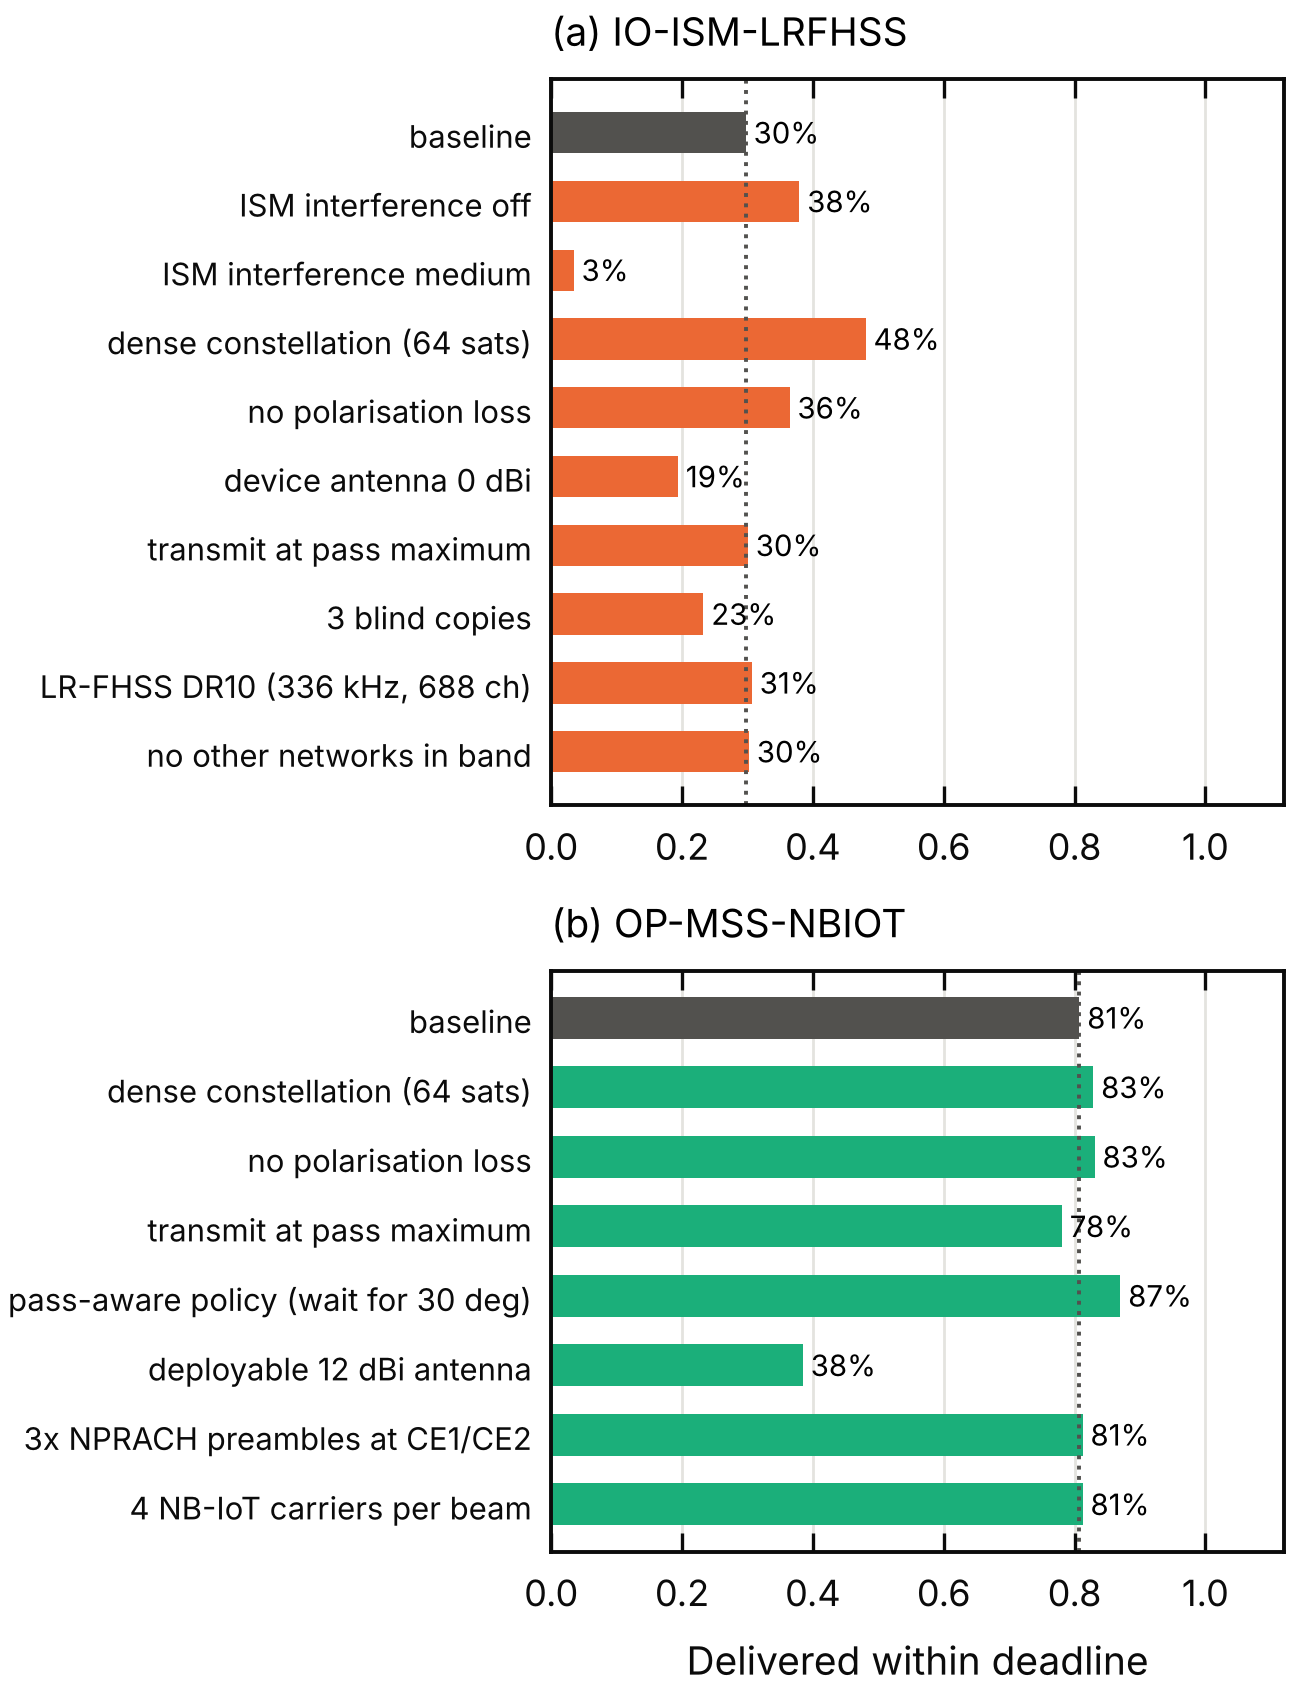 (a) IO-ISM-LRFHSS
baseline 30%
ISM interference off 38%
ISM interference medium 3%
dense constellation (64 sats) 48%
no polarisation loss 36%
device antenna 0 dBi 19%
transmit at pass maximum 30%
3 blind copies 23%
LR-FHSS DR10 (336 kHz, 688 ch) 31%
no other networks in band 30%
0.0 0.2 0.4 0.6 0.8 1.0
(b) OP-MSS-NBIOT
baseline 81%
dense constellation (64 sats) 83%
no polarisation loss 83%
transmit at pass maximum 78%
pass-aware policy (wait for 30 deg) 87%
deployable 12 dBi antenna 38%
3x NPRACH preambles at CE1/CE2 81%
4 NB-IoT carriers per beam 81%
0.0 0.2 0.4 0.6 0.8 1.0
Delivered within deadline